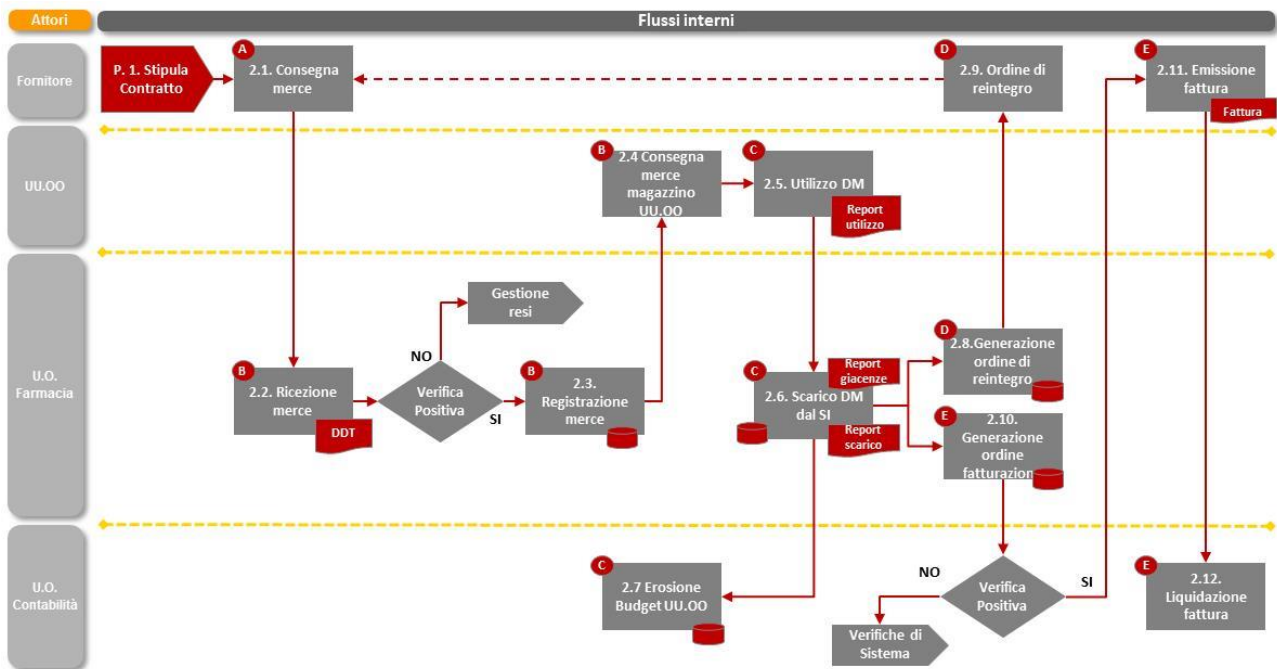 Attori
Flussi interni
Fornitore
P. 1. Stipula
Contratto
A
2.1. Consegna
merce
D
2.9. Ordine di
reintegro
E
2.11. Emissione
fattura
Fattura
UU.OO
B
2.4 Consegna
merce
magazzino
UU.OO
C
2.5. Utilizzo DM
Report
utilizzo
U.O.
Farmacia
Gestione
resi
NO
B
2.2. Ricezione
merce
DDT
Verifica
Positiva
SI
B
2.3.
Registrazione
merce
C
2.6. Scarico DM
dal SI
Report
giacenze
Report
scarico
D
2.8.Generazione
ordine di
reintegro
E
2.10.
Generazione
ordine
fatturazion
U.O.
Contabilità
C
2.7 Erosione
Budget UU.OO
NO
Verifica
Positiva
SI
Verifiche di
Sistema
E
2.12.
Liquidazione
fattura